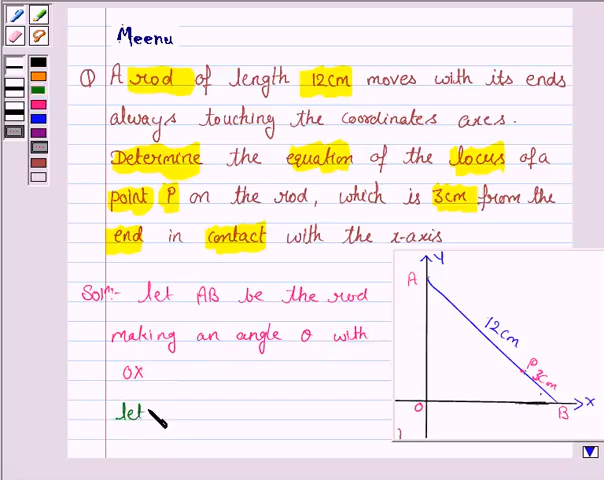 Meenu
Q A rod of length 12cm moves with its ends
always touching the coordinates axes.
Determine the equation of the locus of a
point P on the rod, which is 3cm from the
end in contact with the x-axis
Solⁿ:- let AB be the rod
making an angle θ with
OX
let
Y
A
12cm
P
3cm
O
B
X